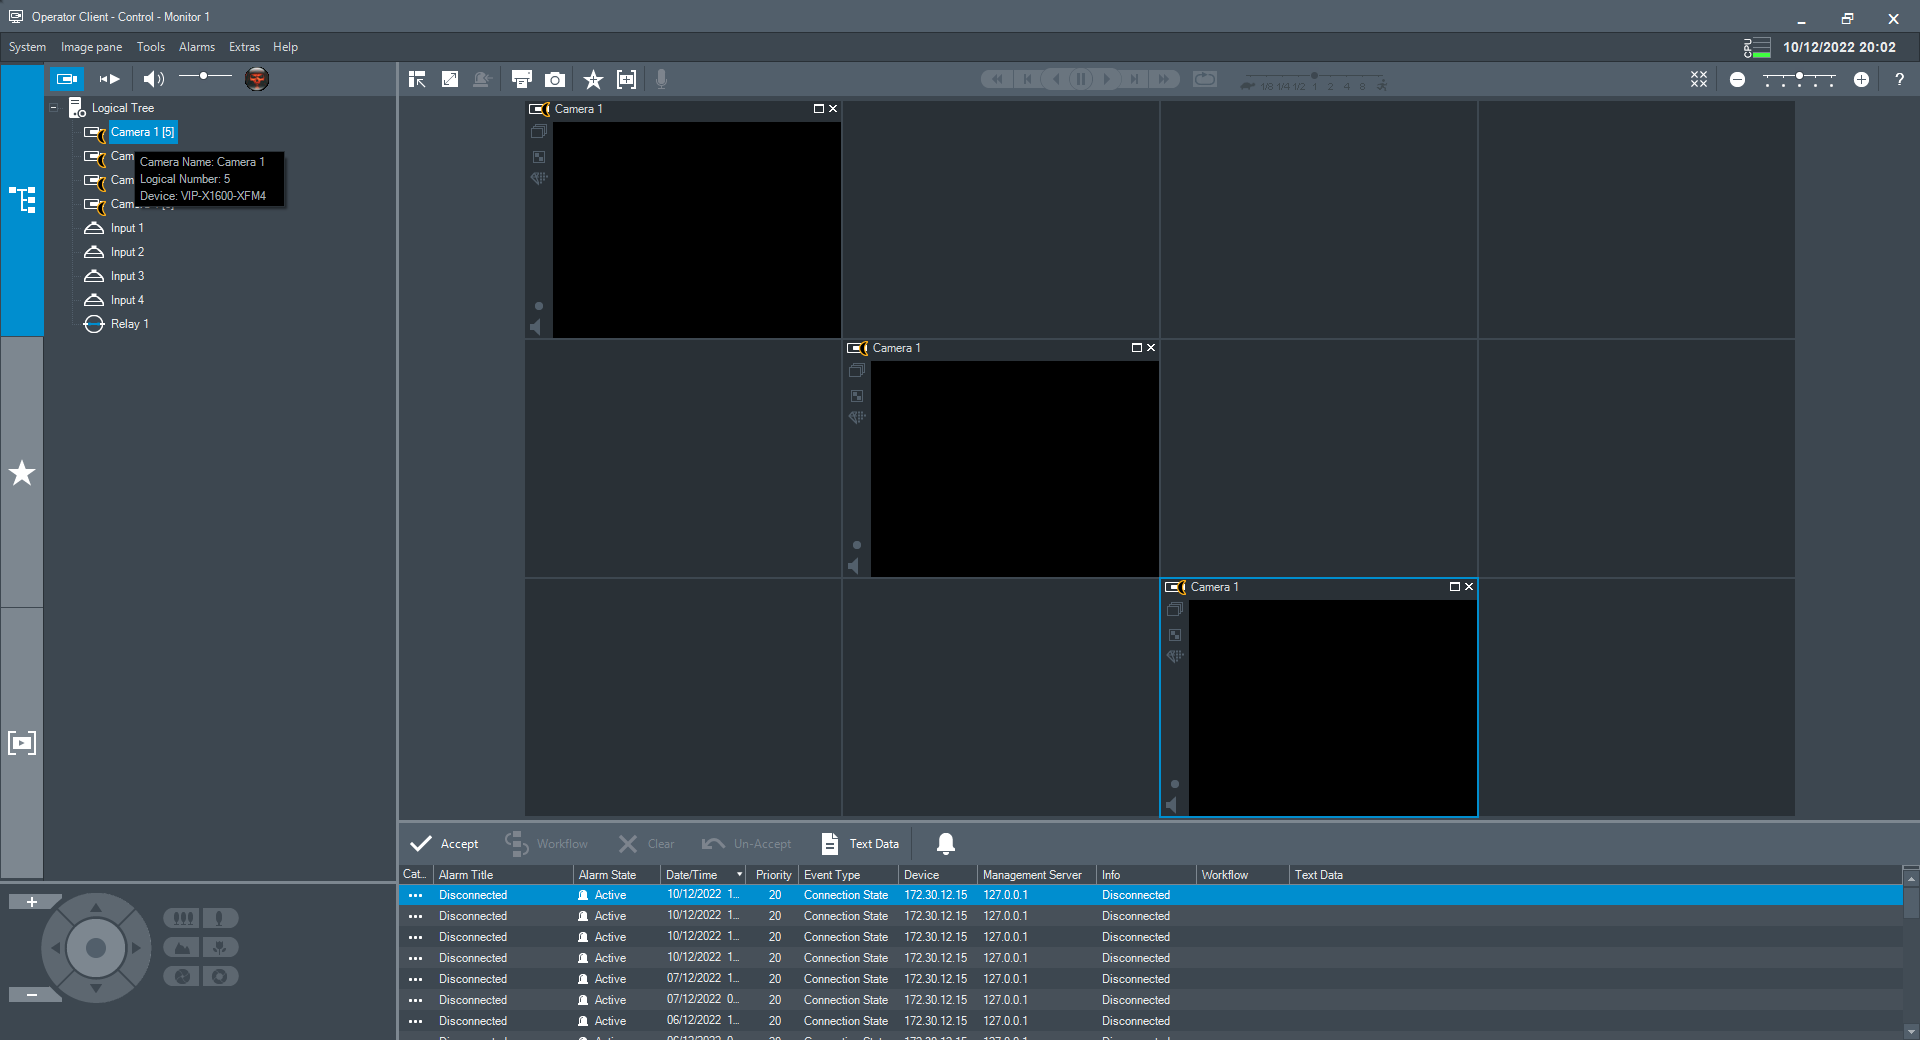 Operator Client - Control - Monitor 1
System Image pane Tools Alarms Extras Help
CPU 10/12/2022 20:02
1/8 1/4 1/2 1 2 4 8
?
Logical Tree
Camera 1 [5]
Cam
Camera Name: Camera 1
Logical Number: 5
Cam
Device: VIP-X1600-XFM4
Cam
Input 1
Input 2
Input 3
Input 4
Relay 1
Camera 1
Camera 1
Camera 1
Accept Workflow Clear Un-Accept Text Data
Cat... Alarm Title Alarm State Date/Time Priority Event Type Device Management Server Info Workflow Text Data
... Disconnected Active 10/12/2022 1... 20 Connection State 172.30.12.15 127.0.0.1 Disconnected
... Disconnected Active 10/12/2022 1... 20 Connection State 172.30.12.15 127.0.0.1 Disconnected
... Disconnected Active 10/12/2022 1... 20 Connection State 172.30.12.15 127.0.0.1 Disconnected
... Disconnected Active 10/12/2022 1... 20 Connection State 172.30.12.15 127.0.0.1 Disconnected
... Disconnected Active 07/12/2022 1... 20 Connection State 172.30.12.15 127.0.0.1 Disconnected
... Disconnected Active 07/12/2022 0... 20 Connection State 172.30.12.15 127.0.0.1 Disconnected
... Disconnected Active 06/12/2022 1... 20 Connection State 172.30.12.15 127.0.0.1 Disconnected